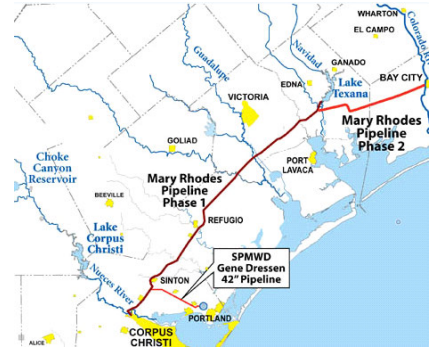 WHARTON
EL CAMPO
Colorado Ri
Guadalupe
Navidad
GANADO
EDNA
Lake
Texana
BAY CITY
VICTORIA
Mary Rhodes
Pipeline
Phase 2
GOLIAD
PORT
LAVACA
Choke
Canyon
Reservoir
Mary Rhodes
Pipeline
Phase 1
BEEVILLE
Lake
Corpus
Christi
REFUGIO
SPMWD
Gene Dressen
42" Pipeline
Nueces River
SINTON
PORTLAND
CORPUS
CHRISTI
ALICE